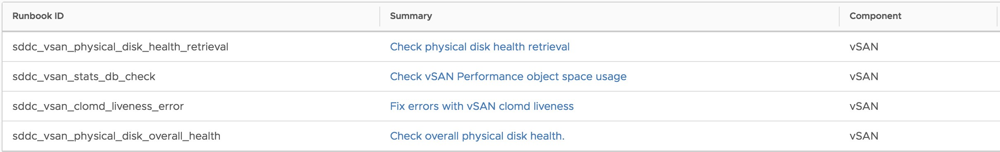 Runbook ID Summary Component
sddc_vsan_physical_disk_health_retrieval Check physical disk health retrieval vSAN
sddc_vsan_stats_db_check Check vSAN Performance object space usage vSAN
sddc_vsan_clomd_liveness_error Fix errors with vSAN clomd liveness vSAN
sddc_vsan_physical_disk_overall_health Check overall physical disk health. vSAN